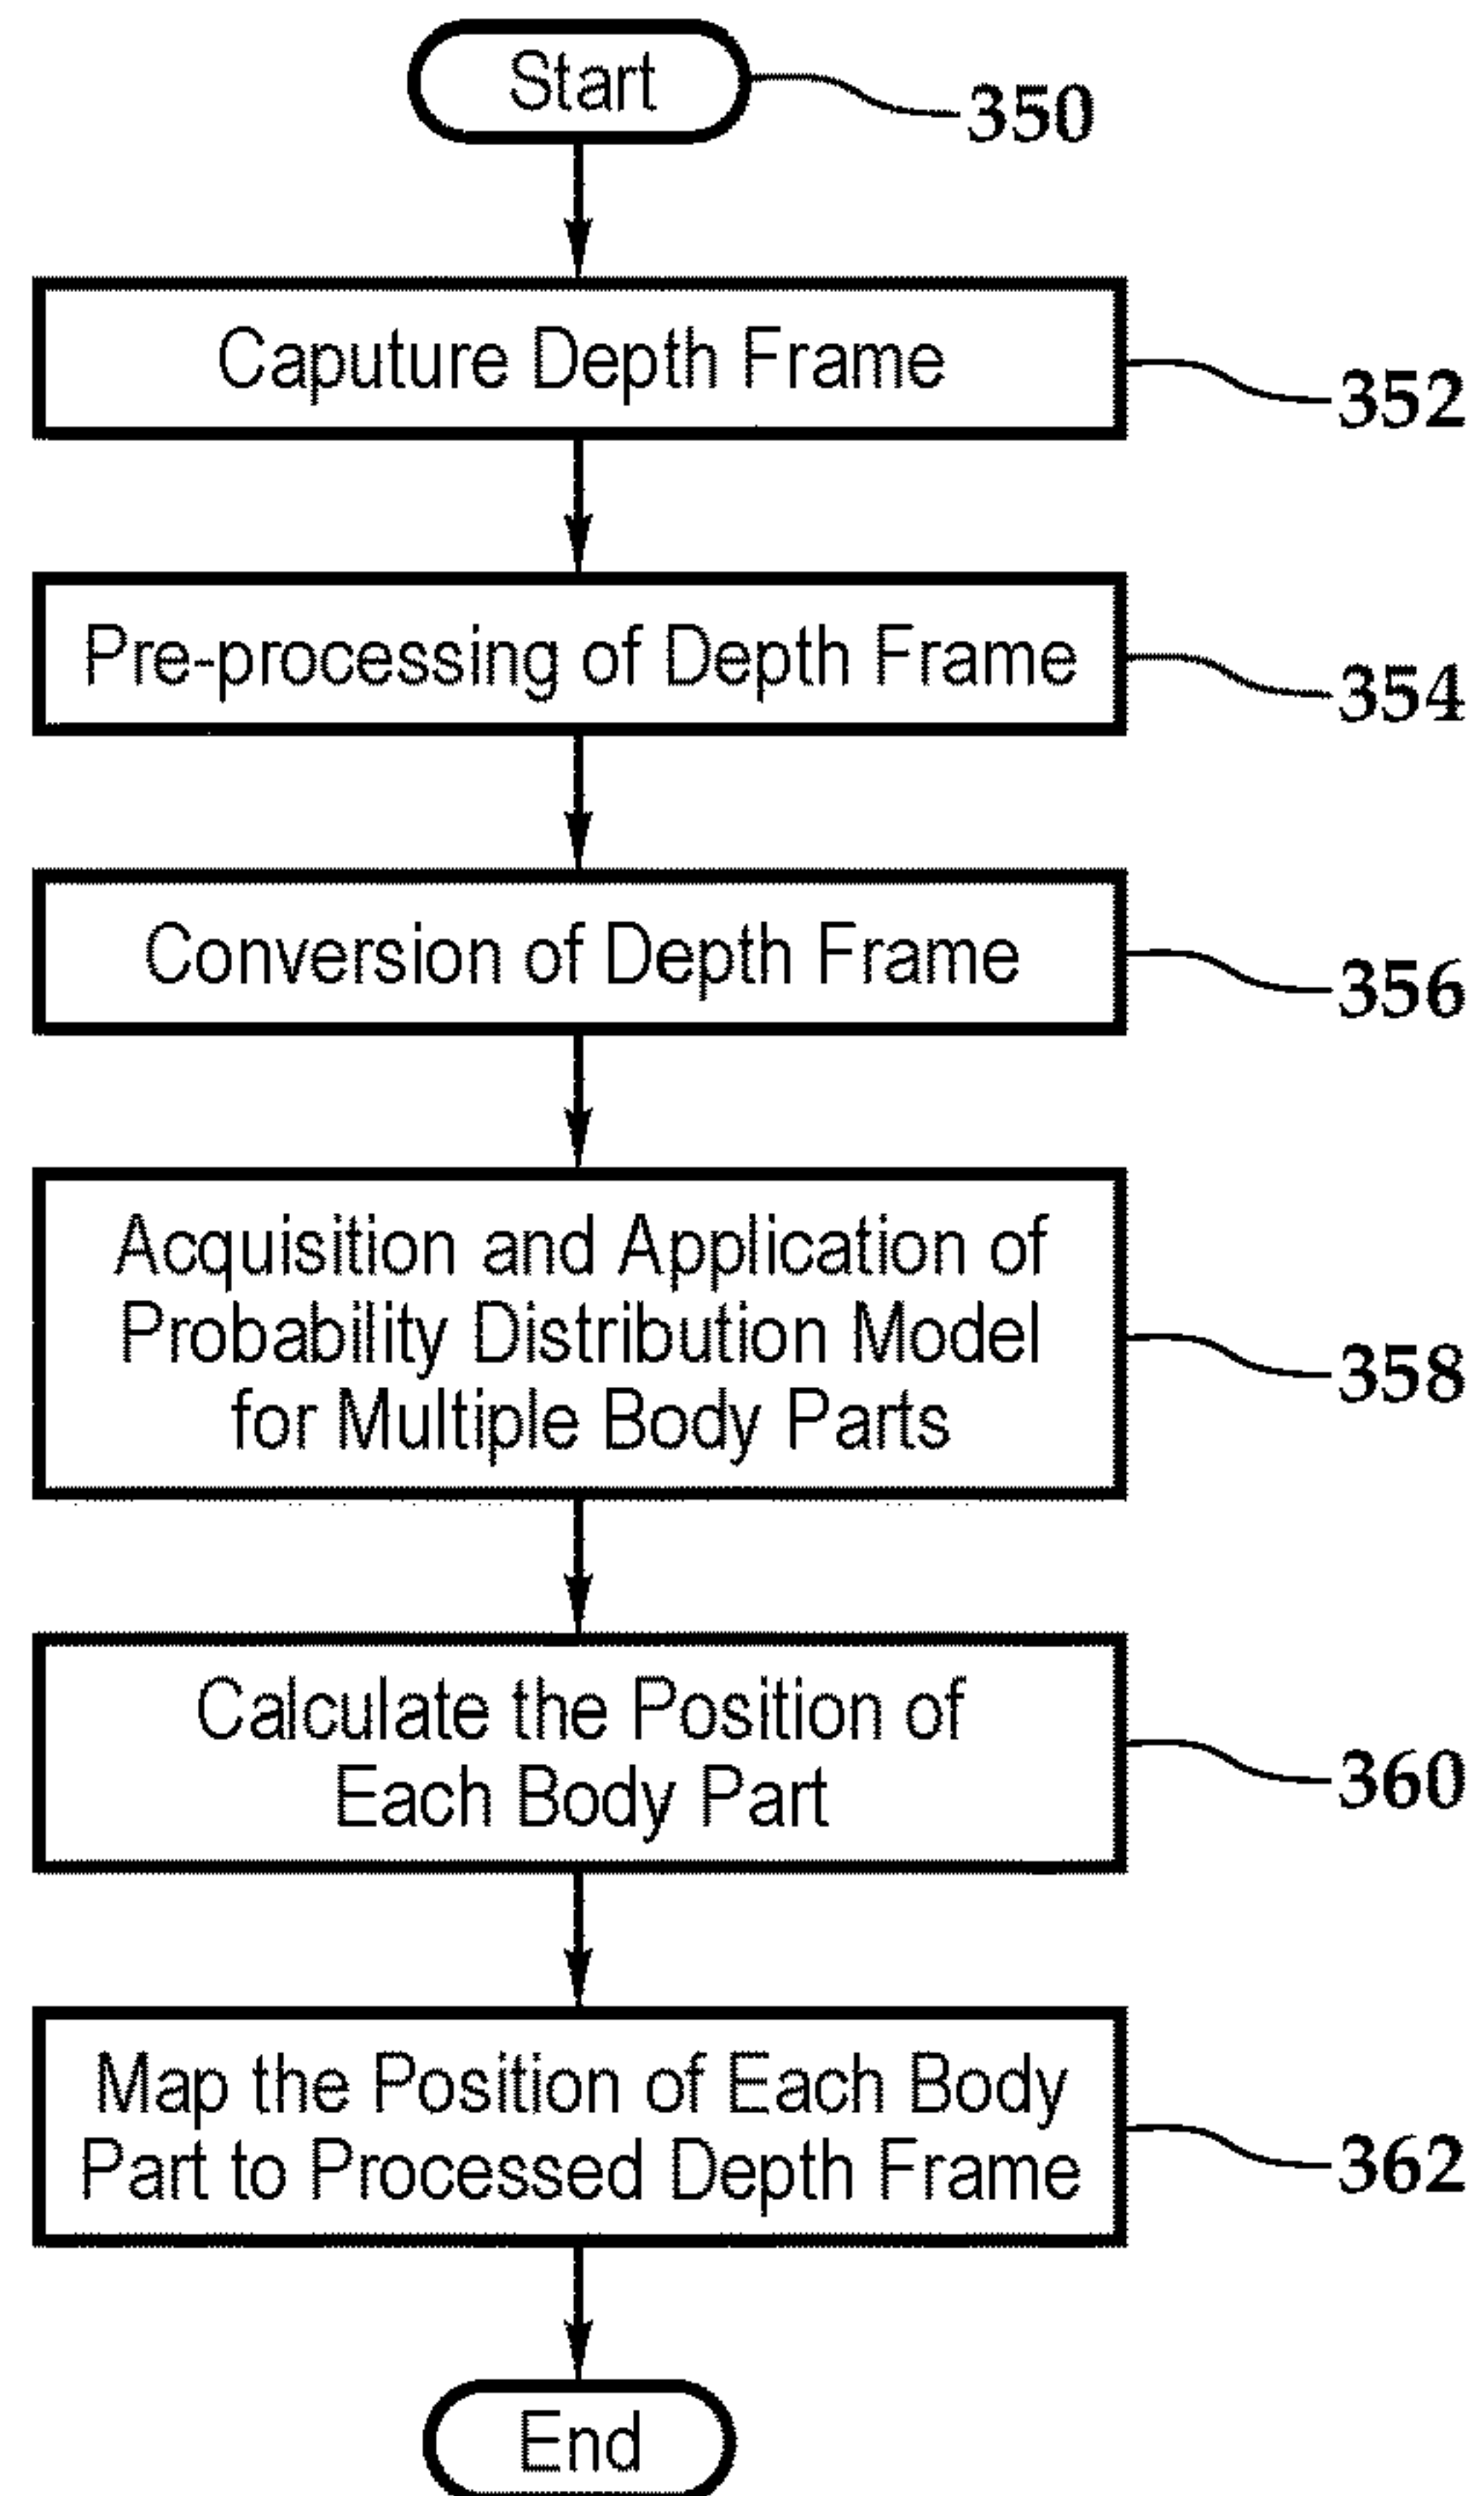 Start
350
Caputure Depth Frame
352
Pre-processing of Depth Frame
354
Conversion of Depth Frame
356
Acquisition and Application of
Probability Distribution Model
for Multiple Body Parts
358
Calculate the Position of
Each Body Part
360
Map the Position of Each Body
Part to Processed Depth Frame
362
End